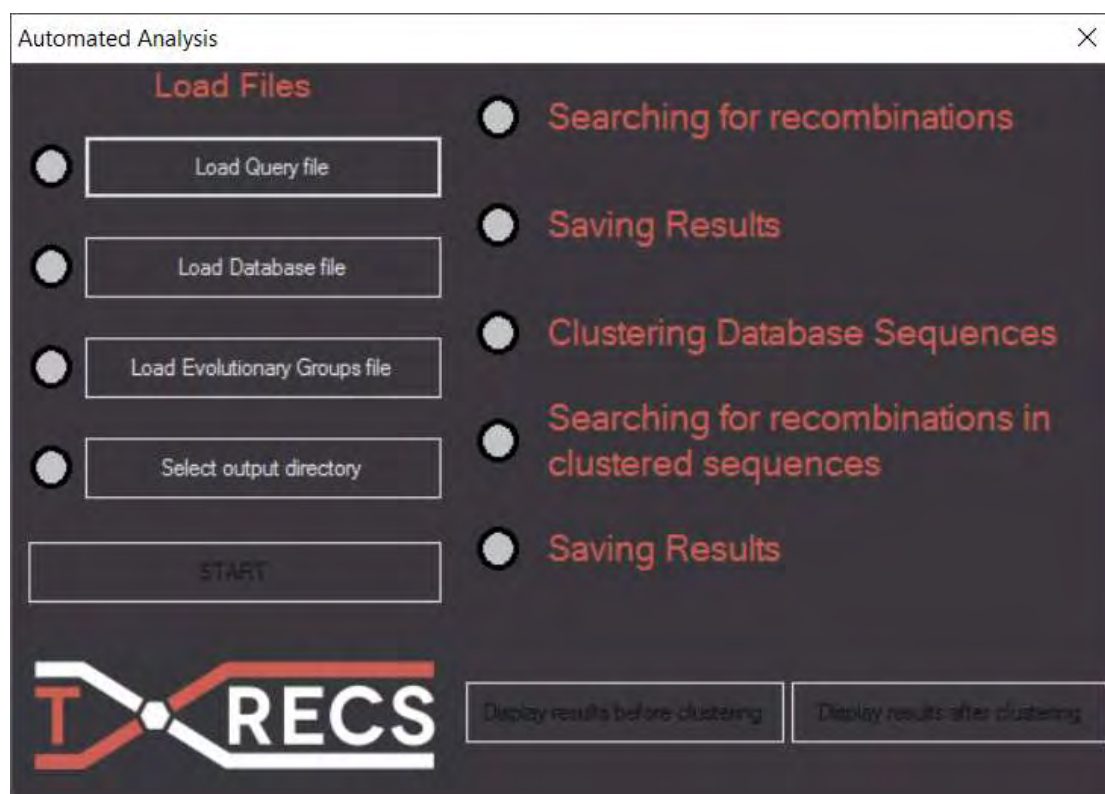 Automated Analysis
Load Files
Load Query file
Load Database file
Load Evolutionary Groups file
Select output directory
START
Searching for recombinations
Saving Results
Clustering Database Sequences
Searching for recombinations in
clustered sequences
Saving Results
T RECS
Display results before clustering
Display results after clustering